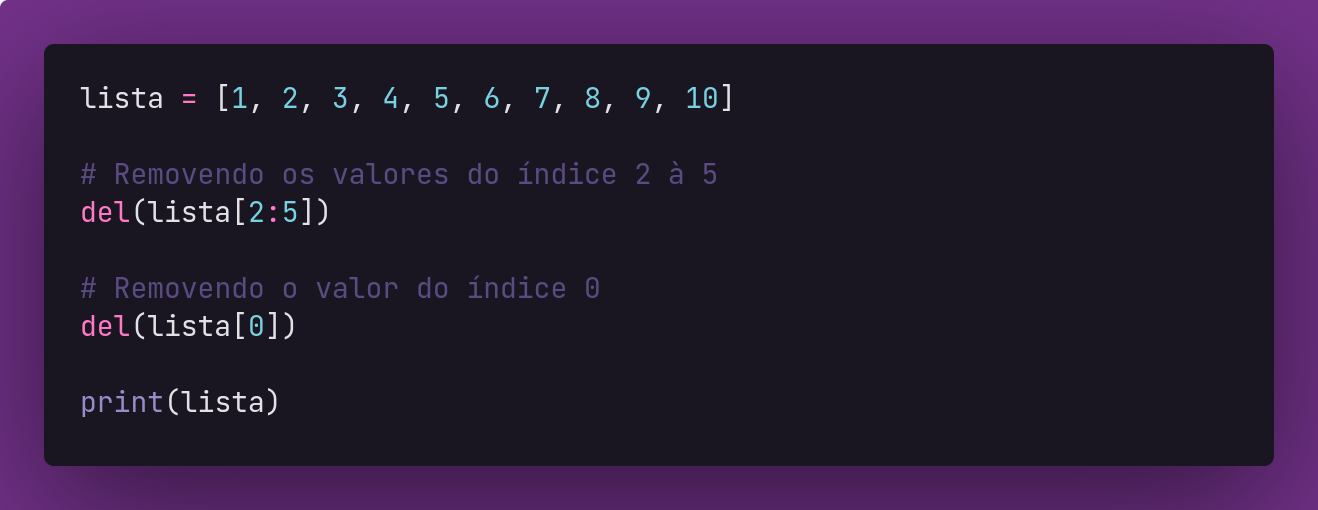 lista = [1, 2, 3, 4, 5, 6, 7, 8, 9, 10]
# Removendo os valores do índice 2 à 5
del(lista[2:5])
# Removendo o valor do índice 0
del(lista[0])
print(lista)